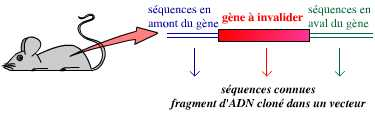 séquences en
amont du gène
gène à invalider
séquences en
aval du gène
séquences connues
fragment d'ADN cloné dans un vecteur